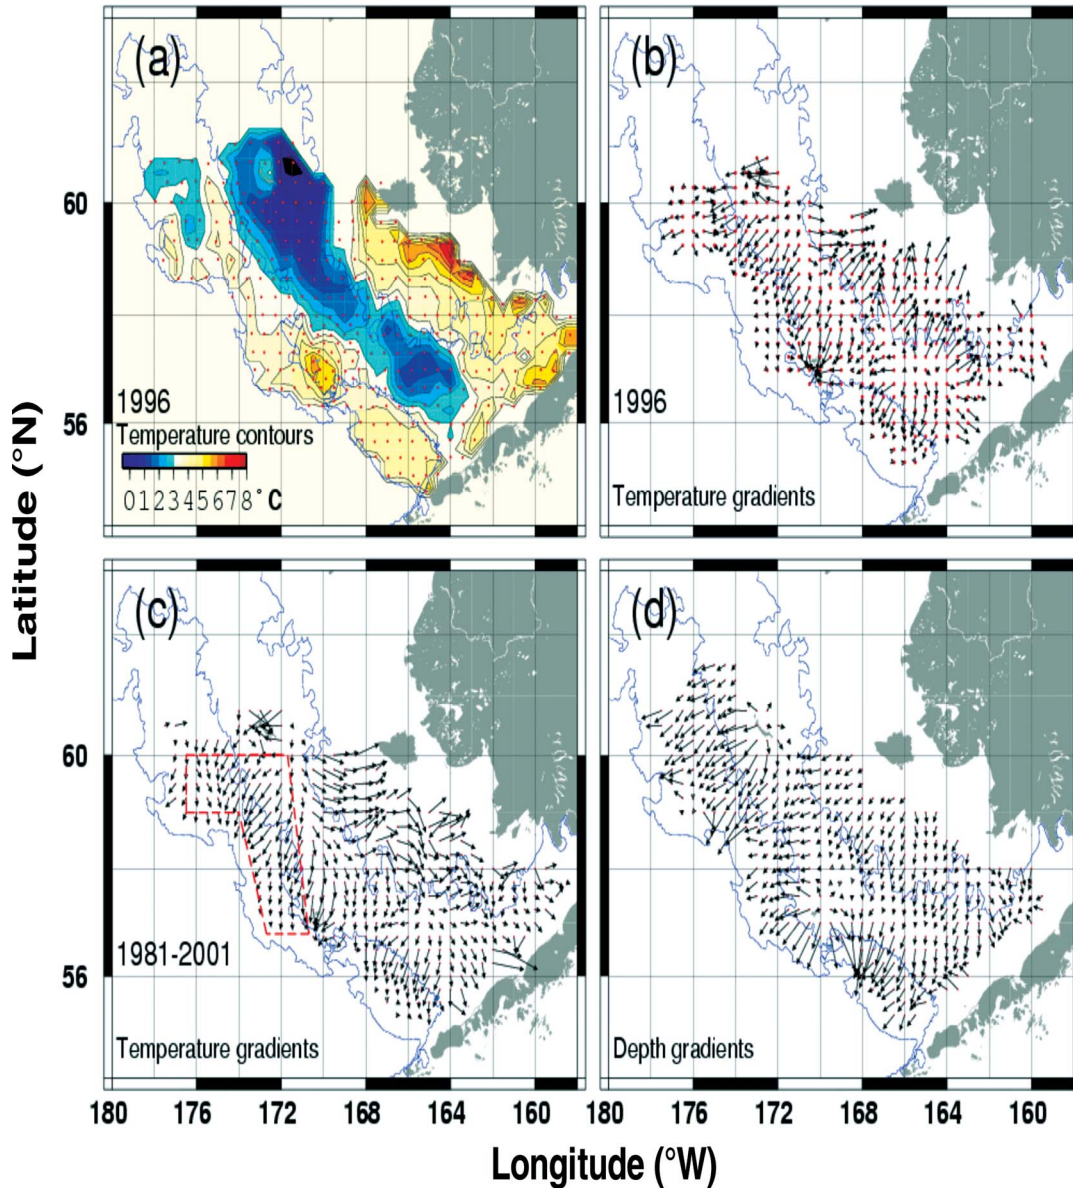 (a)
(b)
60
1996
1996
56
Temperature contours
012345678°C
Temperature gradients
Latitude (°N)
(c)
(d)
60
1981-2001
56
Temperature gradients
Depth gradients
180 176 172 168 164 180 176 172 168 164 160
Longitude (°W)